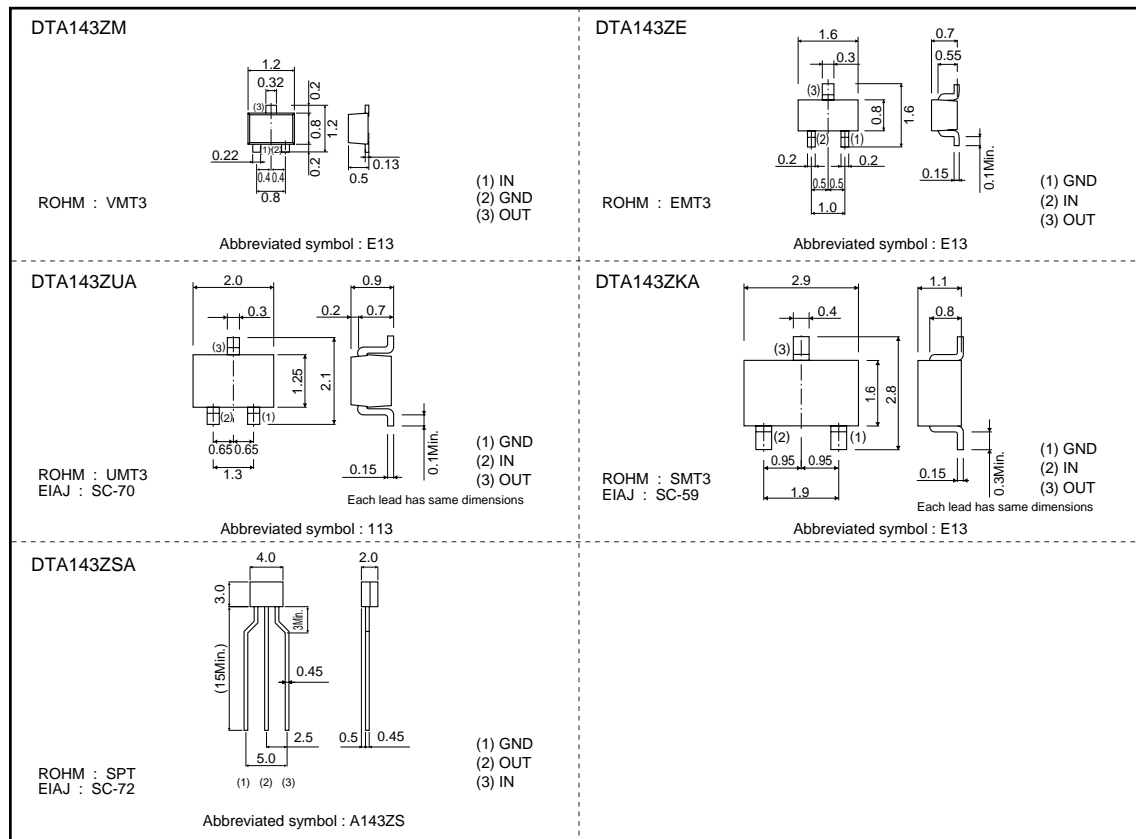 DTA143ZM
1.2
0.32
0.2
(3)
0.8
1.2
(1) (2)
0.22
0.2
0.13
0.4 0.4
0.5
0.8
(1) IN
(2) GND
(3) OUT
ROHM : VMT3
Abbreviated symbol : E13
DTA143ZE
1.6
0.7
0.3
0.55
(3)
0.8
1.6
(2)
(1)
0.2
0.2
0.15
0.1Min.
0.5 0.5
1.0
(1) GND
(2) IN
(3) OUT
ROHM : EMT3
Abbreviated symbol : E13
DTA143ZUA
2.0
0.9
0.3
0.2
0.7
(3)
1.25
2.1
(2)
(1)
0.65 0.65
1.3
0.15
0.1Min.
(1) GND
(2) IN
(3) OUT
ROHM : UMT3
EIAJ : SC-70
Each lead has same dimensions
Abbreviated symbol : 113
DTA143ZKA
2.9
1.1
0.4
0.8
(3)
1.6
2.8
(2)
(1)
0.95
0.95
1.9
0.15
0.3Min.
(1) GND
(2) IN
(3) OUT
ROHM : SMT3
EIAJ : SC-59
Each lead has same dimensions
Abbreviated symbol : E13
DTA143ZSA
4.0
2.0
3.0
3Min.
(15Min.)
0.45
2.5
0.5
0.45
5.0
(1) (2) (3)
(1) GND
(2) OUT
(3) IN
ROHM : SPT
EIAJ : SC-72
Abbreviated symbol : A143ZS